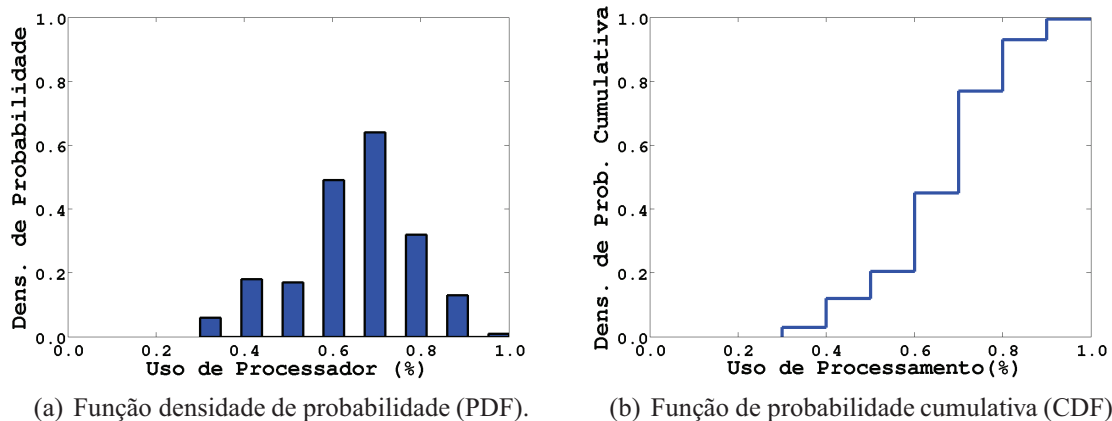 Dens. de Probabilidade
1.0
0.8
0.6
0.4
0.2
0.0
0.0 0.2 0.4 0.6 0.8 1.0
Uso de Processador (%)
(a) Função densidade de probabilidade (PDF).
Dens. de Prob. Cumulativa
1.0
0.8
0.6
0.4
0.2
0.0
0.0 0.2 0.4 0.6 0.8 1.0
Uso de Processamento(%)
(b) Função de probabilidade cumulativa (CDF)